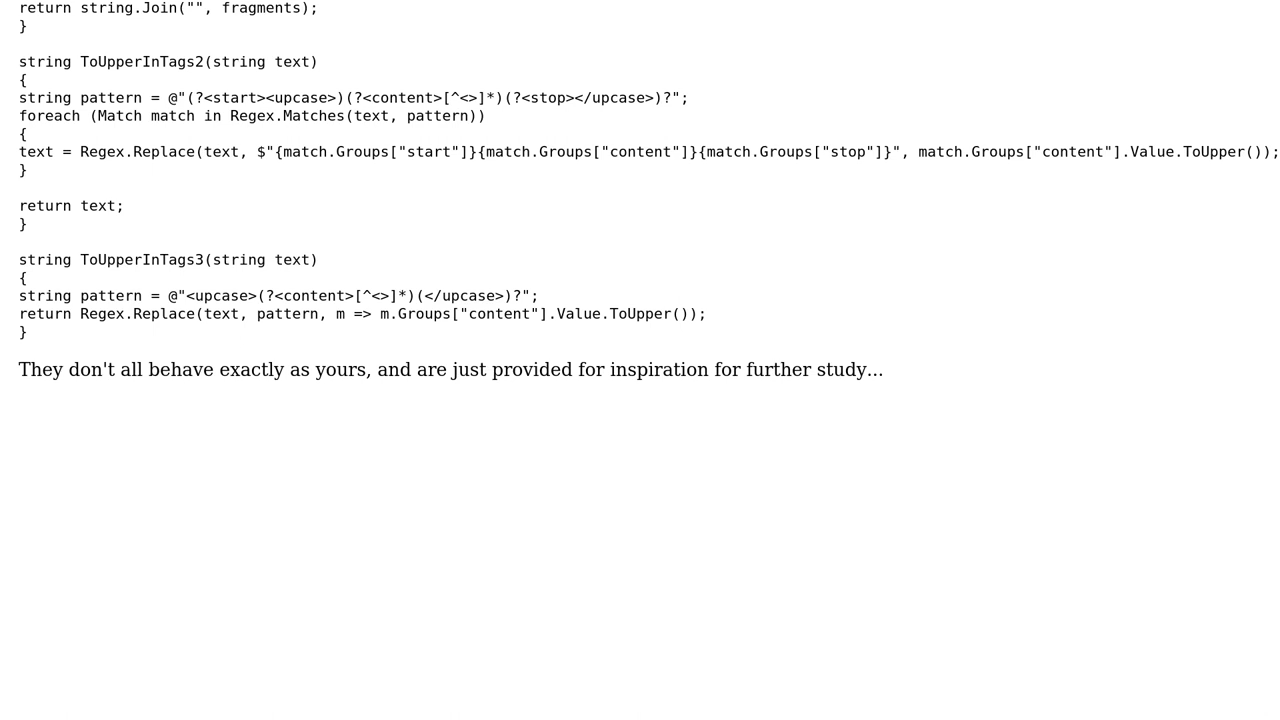 return string.Join("", fragments);
}
string ToUpperInTags2(string text)
{
string pattern = @"(?<start><upcase>)(?<content>[^<>]*)(?<stop></upcase>)?";
foreach (Match match in Regex.Matches(text, pattern))
{
text = Regex.Replace(text, $"{match.Groups["start"]}{match.Groups["content"]}{match.Groups["stop"]}", match.Groups["content"].Value.ToUpper());
}
return text;
}
string ToUpperInTags3(string text)
{
string pattern = @"<upcase>(?<content>[^<>]*)(</upcase>)?";
return Regex.Replace(text, pattern, m => m.Groups["content"].Value.ToUpper());
}
They don't all behave exactly as yours, and are just provided for inspiration for further study...